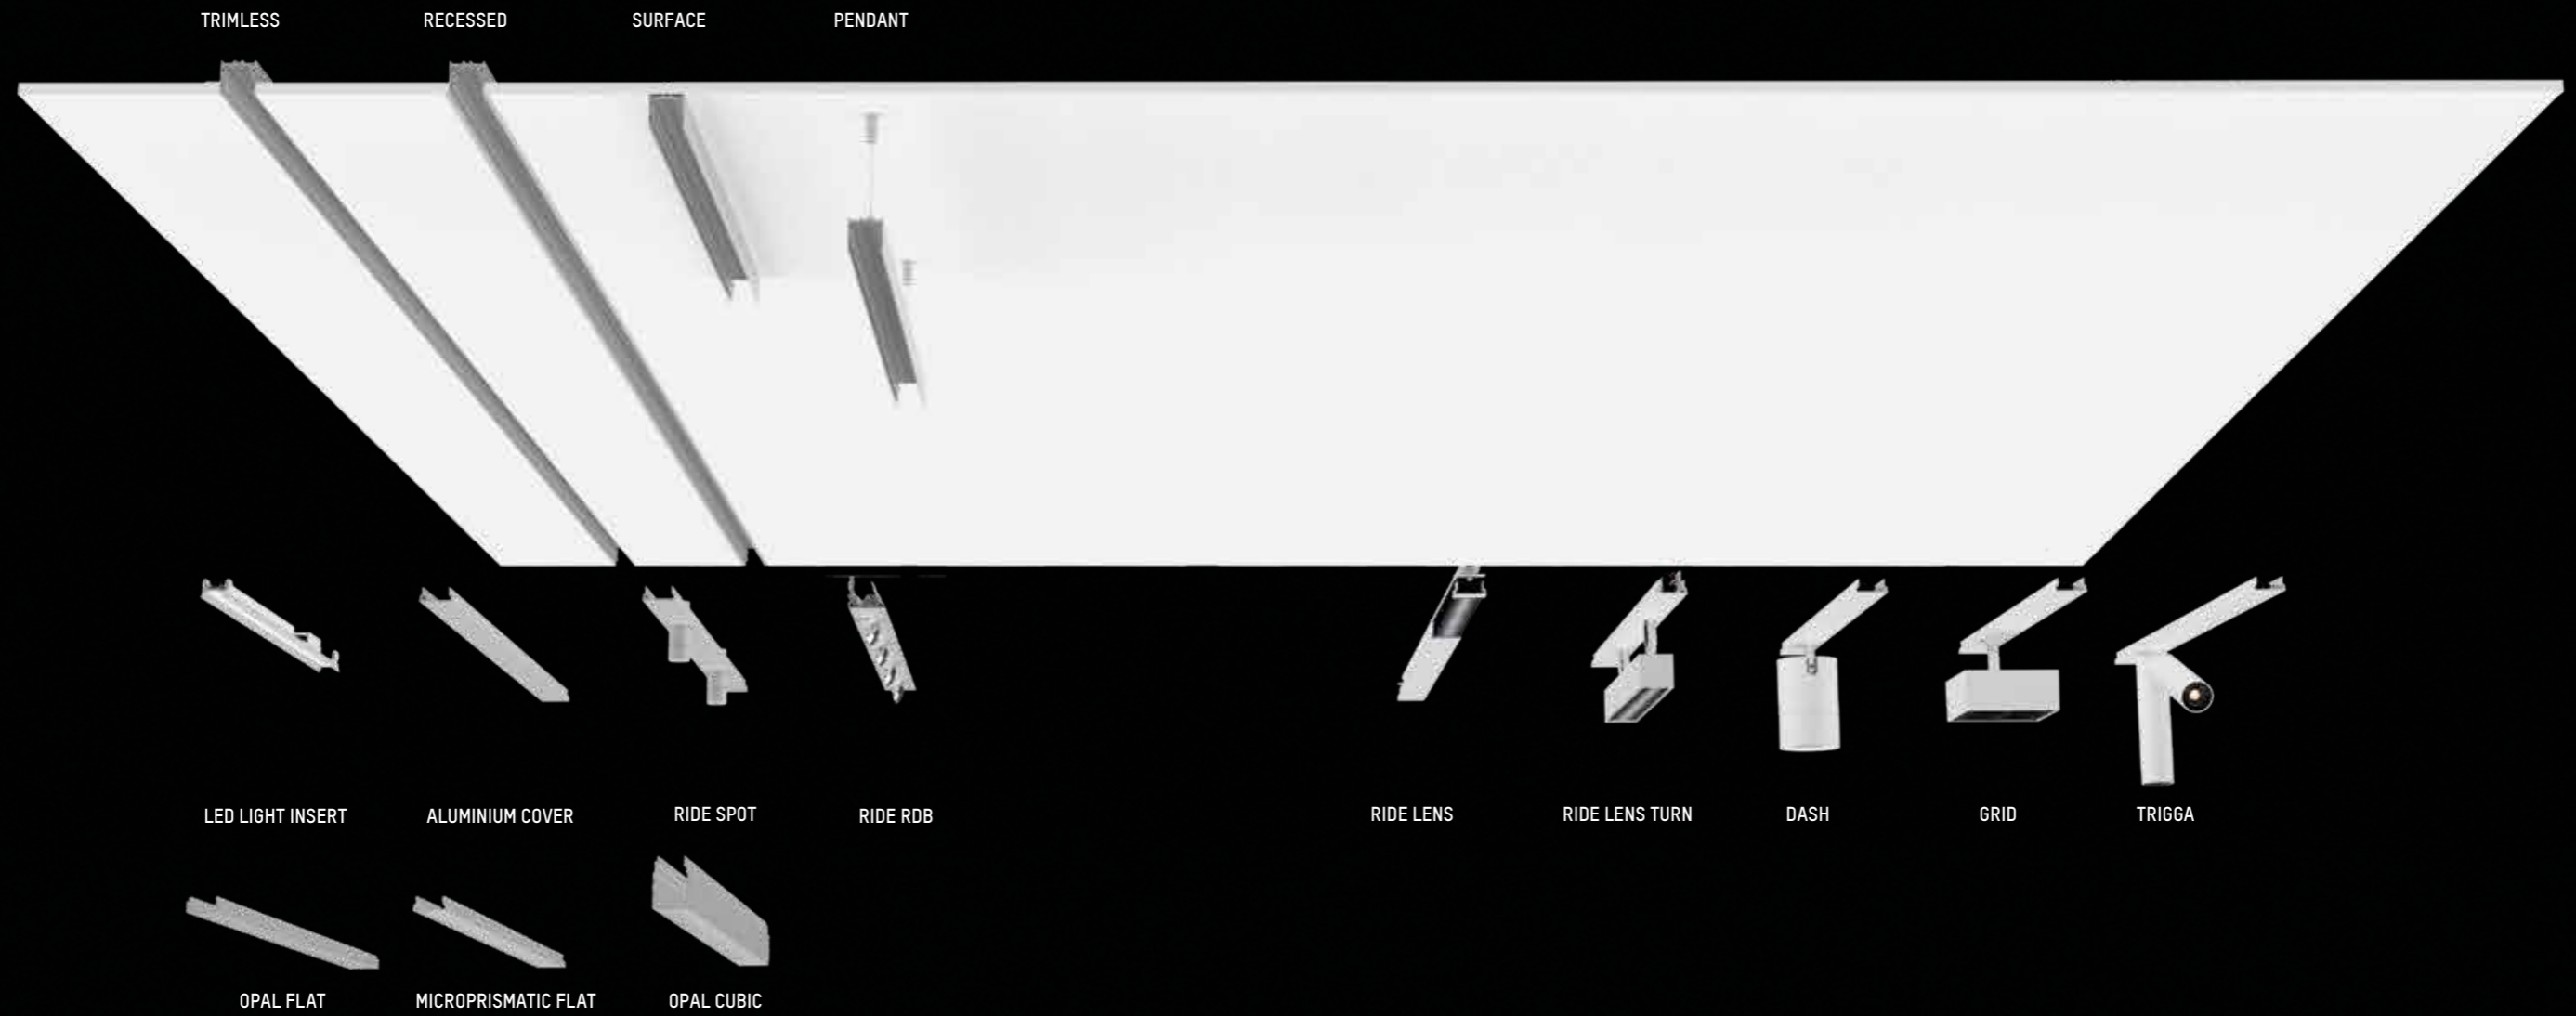 TRIMLESS
RECESSED
SURFACE
PENDANT
LED LIGHT INSERT
ALUMINIUM COVER
RIDE SPOT
RIDE RDB
RIDE LENS
RIDE LENS TURN
DASH
GRID
TRIGGA
OPAL FLAT
MICROPRISMATIC FLAT
OPAL CUBIC